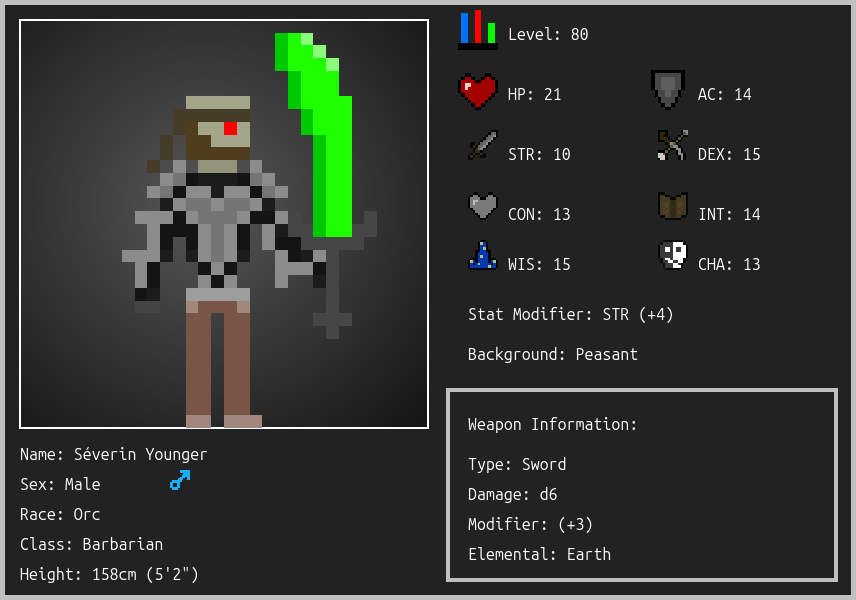 Level: 80
HP: 21
AC: 14
STR: 10
DEX: 15
CON: 13
INT: 14
WIS: 15
CHA: 13
Stat Modifier: STR (+4)
Background: Peasant
Weapon Information:
Type: Sword
Damage: d6
Modifier: (+3)
Elemental: Earth
Name: Séverin Younger
Sex: Male
Race: Orc
Class: Barbarian
Height: 158cm (5'2")